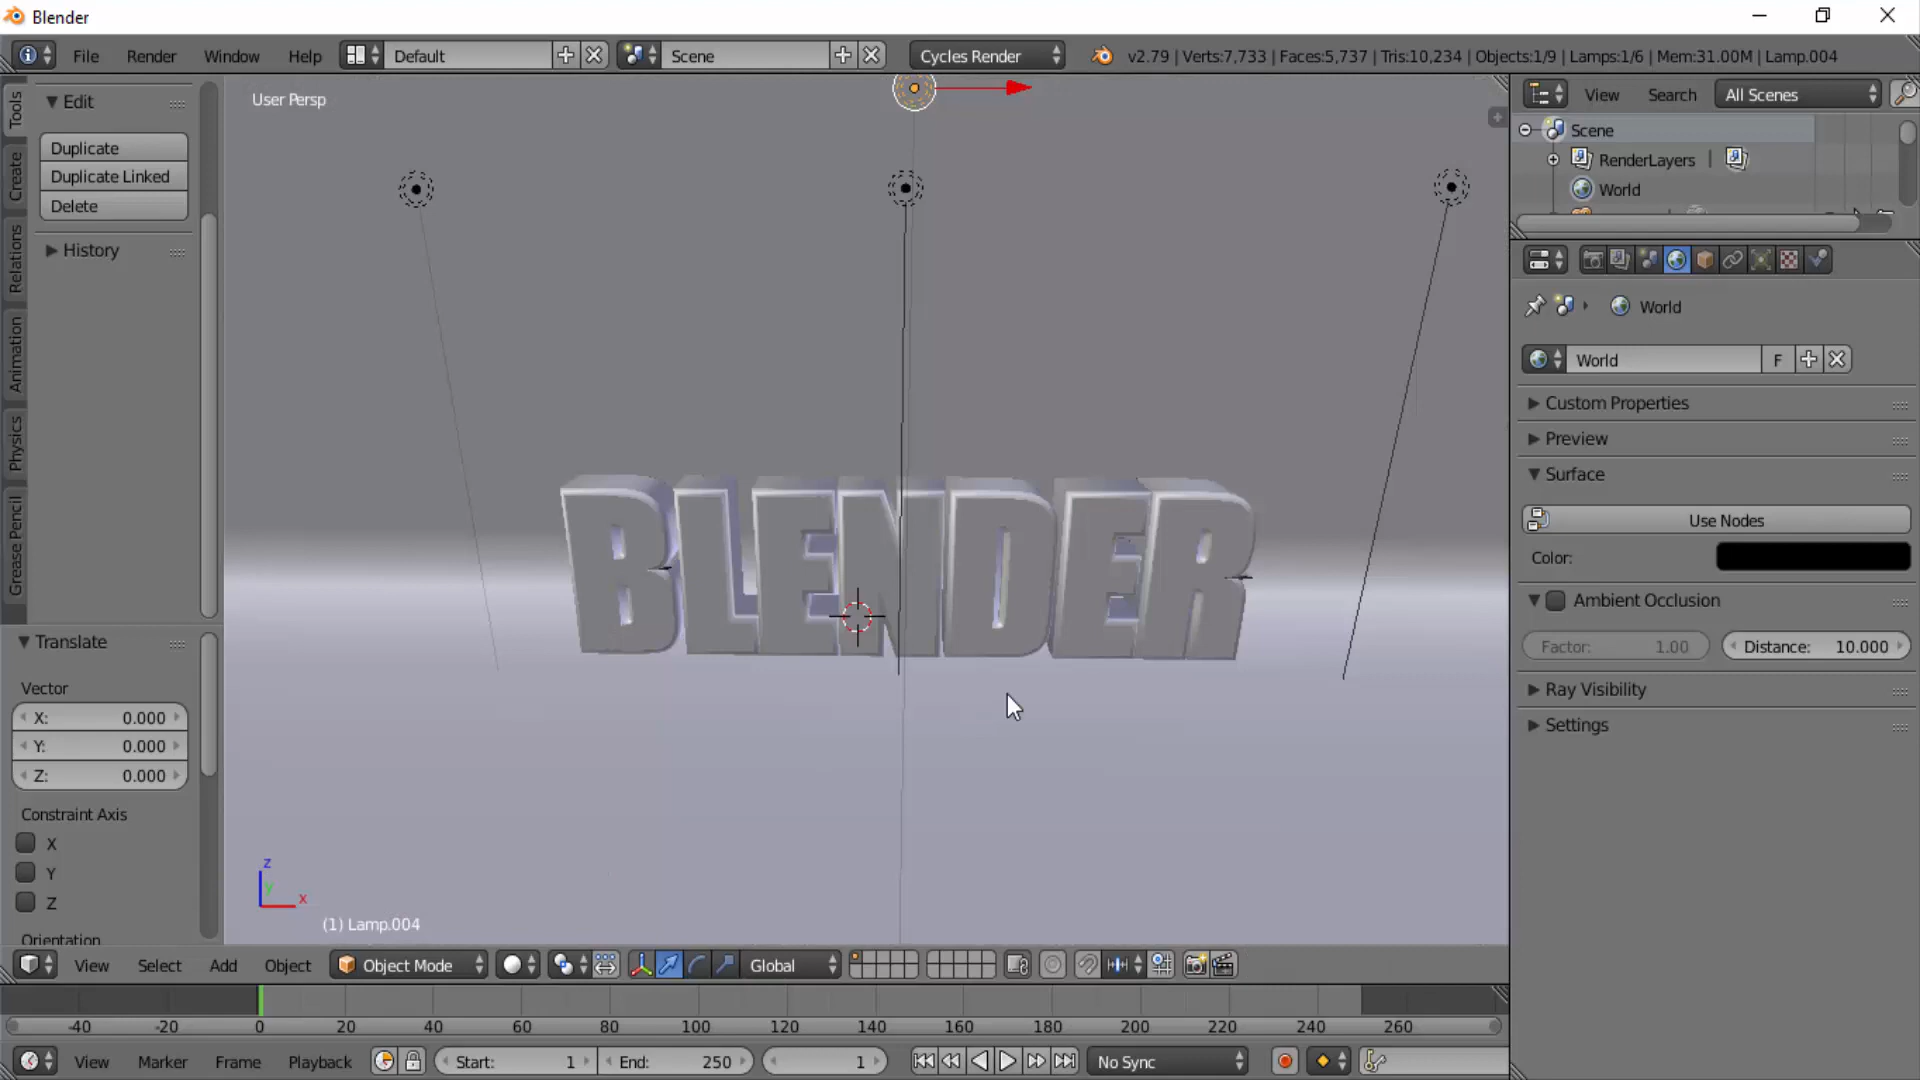 Blender
File Render Window Help Default Scene Cycles Render v2.79 | Verts:7,733 | Faces:5,737 | Tris:10,234 | Objects:1/9 | Lamps:1/6 | Mem:31.00M | Lamp.004
Tools
Create
Relations
Animation
Physics
Grease Pencil
Edit
Duplicate
Duplicate Linked
Delete
History
Translate
Vector
X: 0.000
Y: 0.000
Z: 0.000
Constraint Axis
X
Y
Z
Orientation
User Persp
BLENDER
z
y
x
(1) Lamp.004
View Search All Scenes
Scene
RenderLayers |
World
World
World F
Custom Properties
Preview
Surface
Use Nodes
Color:
Ambient Occlusion
Factor: 1.00 Distance: 10.000
Ray Visibility
Settings
View Select Add Object Object Mode Global
-40 -20 0 20 40 60 80 100 120 140 160 180 200 220 240 260
View Marker Frame Playback Start: 1 End: 250 1 No Sync